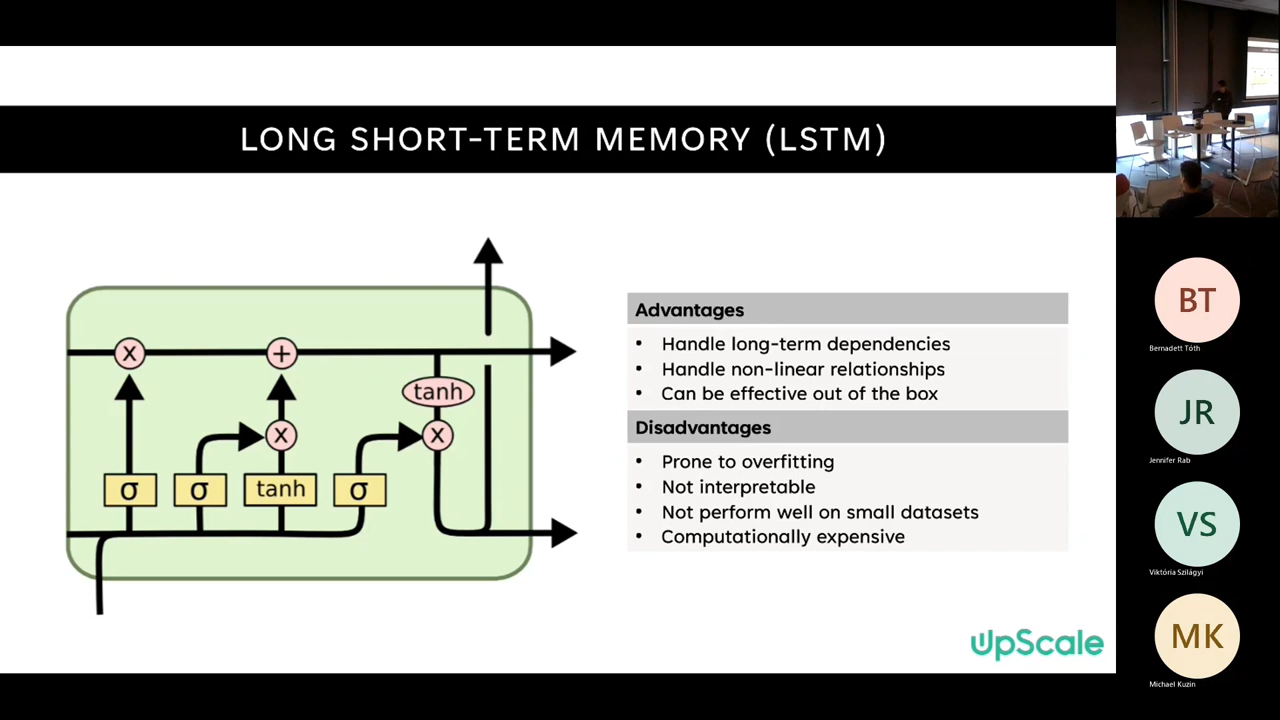 LONG SHORT-TERM MEMORY (LSTM)
x
+
tanh
x
x
σ
σ
tanh
σ
Advantages
• Handle long-term dependencies
• Handle non-linear relationships
• Can be effective out of the box
Disadvantages
• Prone to overfitting
• Not interpretable
• Not perform well on small datasets
• Computationally expensive
UpScale
BT
Bernadett Tóth
JR
Jennifer Rab
VS
Viktória Szilágyi
MK
Michael Kuzin